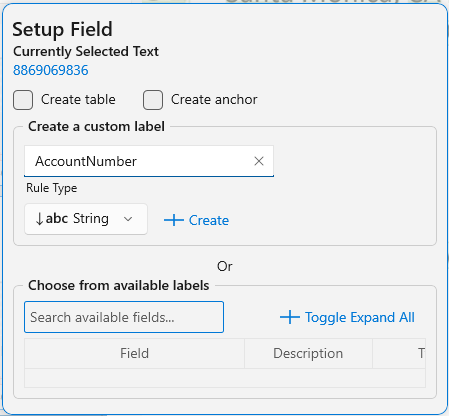 Setup Field
Currently Selected Text
8869069836
Create table Create anchor
Create a custom label
AccountNumber
Rule Type
abc String
Create
Or
Choose from available labels
Search available fields...
Toggle Expand All
Field Description T